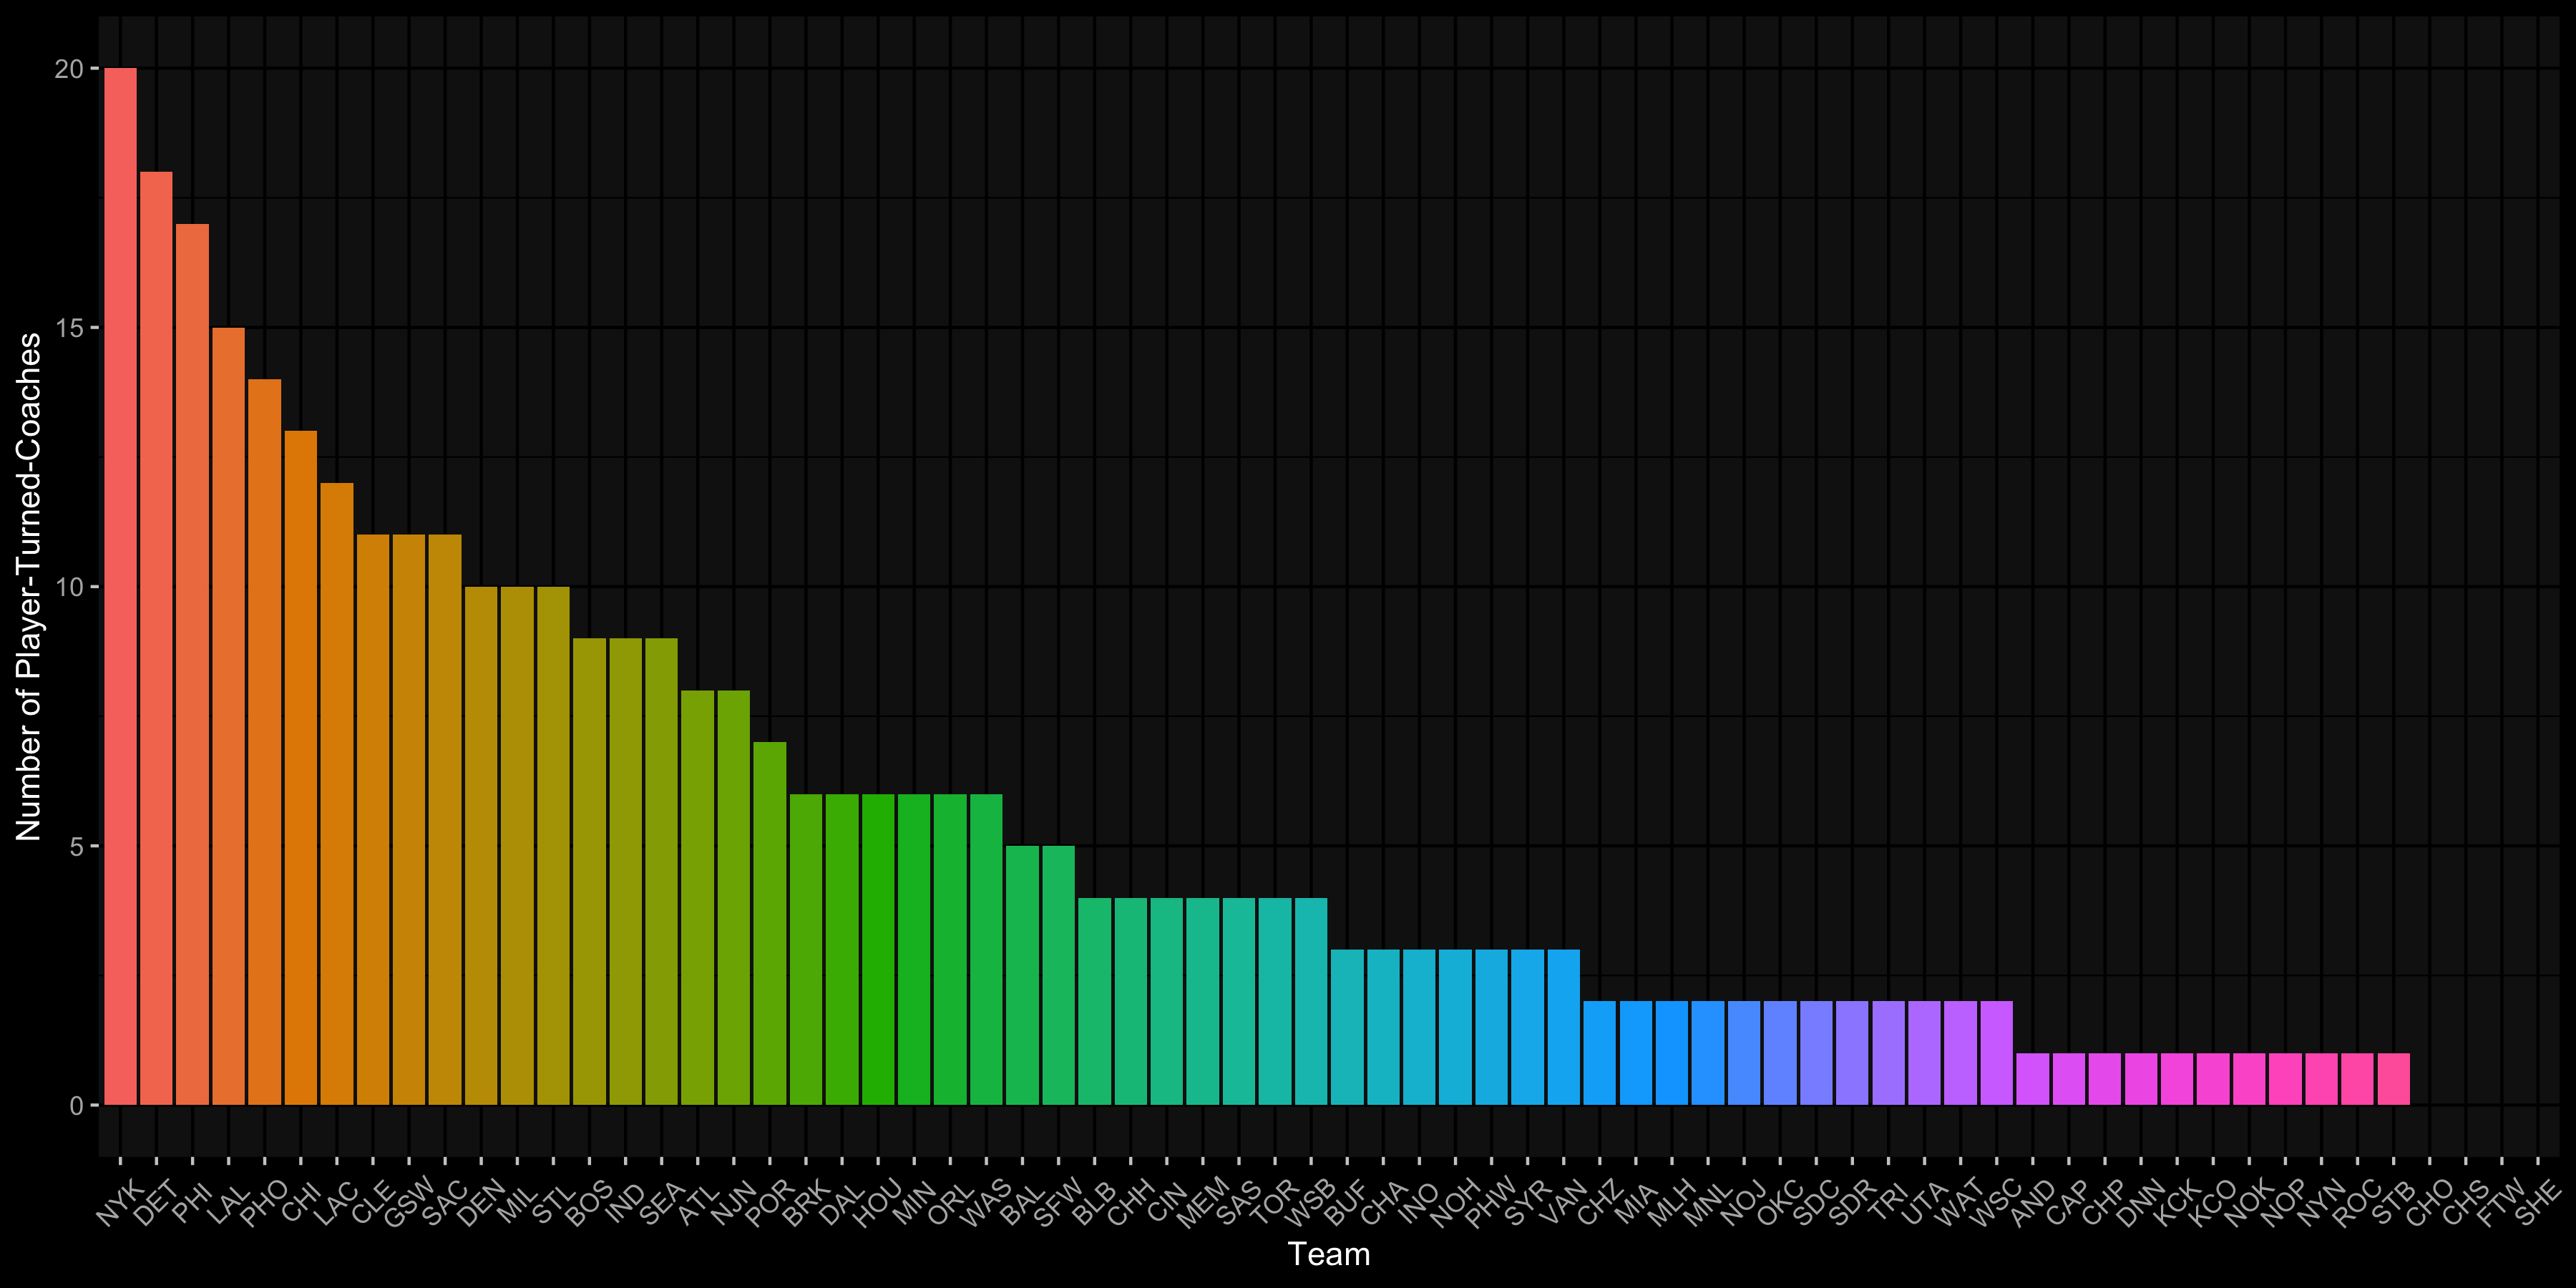 Number of Player-Turned-Coaches
20
15
10
5
0
NYK DET PHI LAL PHO CHI LAC CLE GSW SAC DEN MIL STL BOS IND SEA ATL NJN POR BRK DAL HOU MIN ORL WAS BAL SFW BLB CHH CIN MEM SAS TOR WSB BUF CHA INO NOH PHW SYR VAN CHZ MIA MLH MNL NOJ OKC SDC SDR TRI UTA WAT WSC AND CAP CHP DNN KCK KCO NOK NOP NYN ROC STB CHO CHS FTW SHE
Team